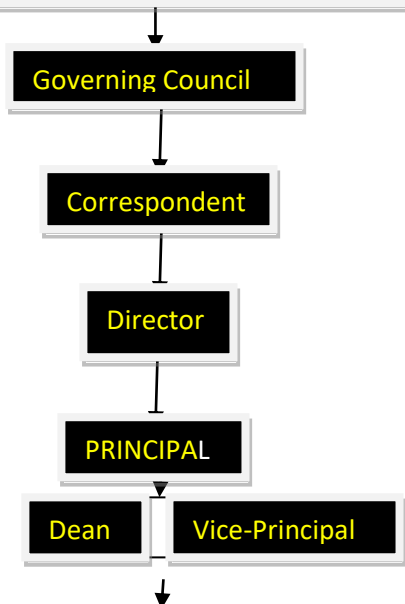 Governing Council
Correspondent
Director
PRINCIPAL
Dean
Vice-Principal